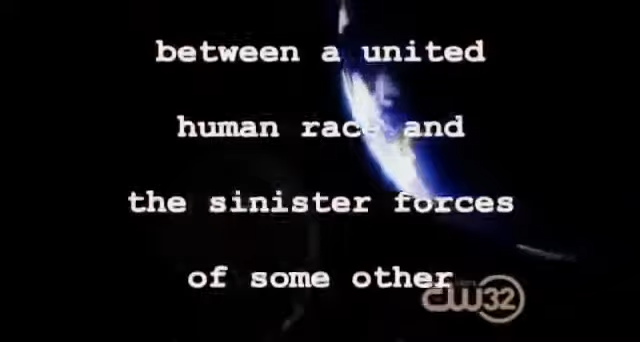 between a united
human race and
the sinister forces
of some other
CW32